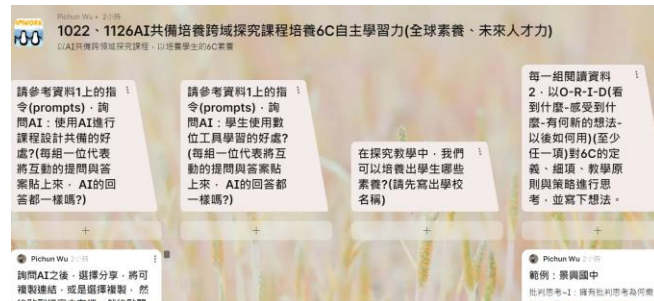 Pichun Wu • 2小時
1022、1126AI共備培養跨域探究課程培養6C自主學習力(全球素養、未來人才力)
以AI共備跨領域探究課程,以培養學生的6C素養
請參考資料1上的指
令(prompts),詢
問AI:使用AI進行
課程設計共備的好
處?(每組一位代表
將互動的提問與答
案貼上來, AI的回
答都一樣嗎?)
請參考資料1上的指
令(prompts),詢
問AI:學生使用數
位工具學習的好處?
(每組一位代表將互
動的提問與答案貼
上來, AI的回答都
一樣嗎?)
在探究教學中,我們
可以培養出學生哪些
素養?(請先寫出學校
名稱)
每一組閱讀資料
2,以O-R-I-D(看
到什麼-感受到什
麼-有何新的想法-
以後如何用)(至少
任一項)對6C的定
義、細項、教學原
則與策略進行思
考,並寫下想法。
Pichun Wu 2小時
詢問AI之後,選擇分享,將可
複製連結,或是選擇複製,然
Pichun Wu 2小時
範例:景興國中
批判思考~1:擁有批判思考為何需